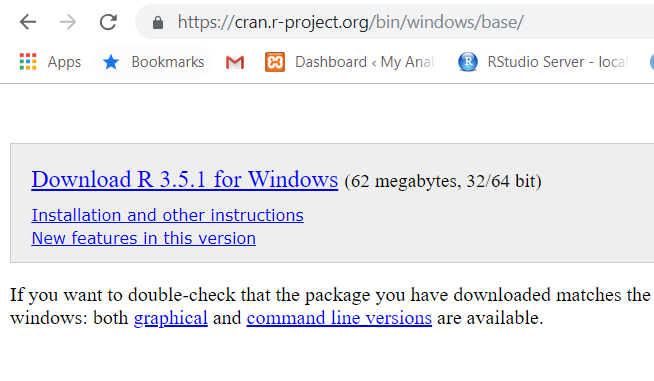 https://cran.r-project.org/bin/windows/base/
Apps Bookmarks Dashboard ‹ My Anal RStudio Server - local
Download R 3.5.1 for Windows (62 megabytes, 32/64 bit)
Installation and other instructions
New features in this version
If you want to double-check that the package you have downloaded matches the
windows: both graphical and command line versions are available.